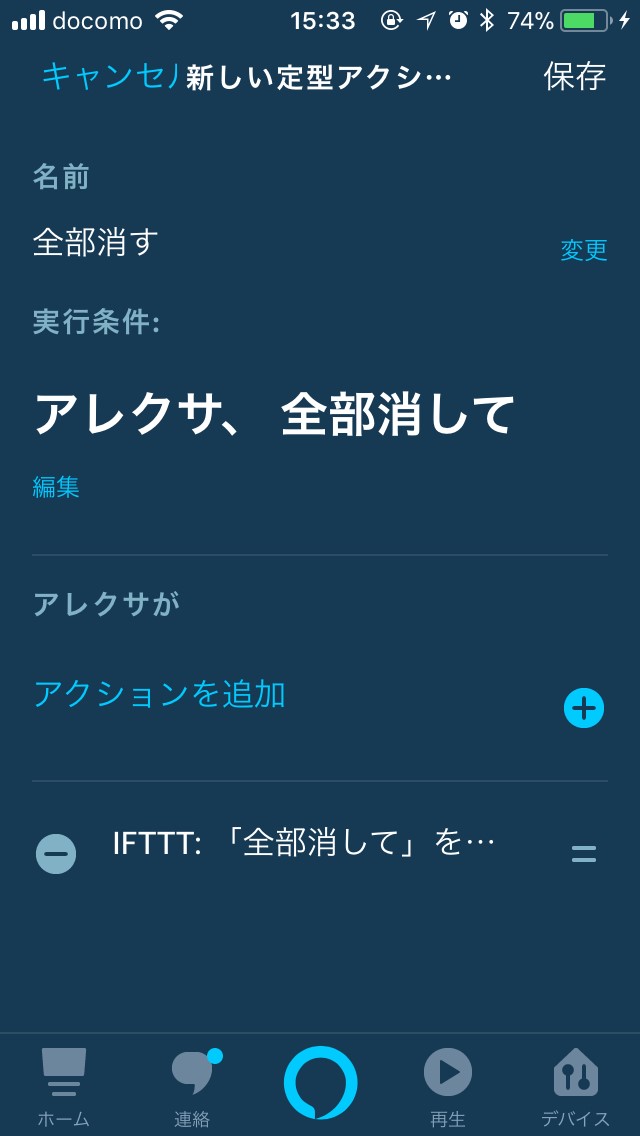 docomo 15:33 74%
キャンセル 新しい定型アクシ… 保存
名前
全部消す 変更
実行条件:
アレクサ、 全部消して
編集
アレクサが
アクションを追加
IFTTT: 「全部消して」を…
ホーム 連絡 再生 デバイス